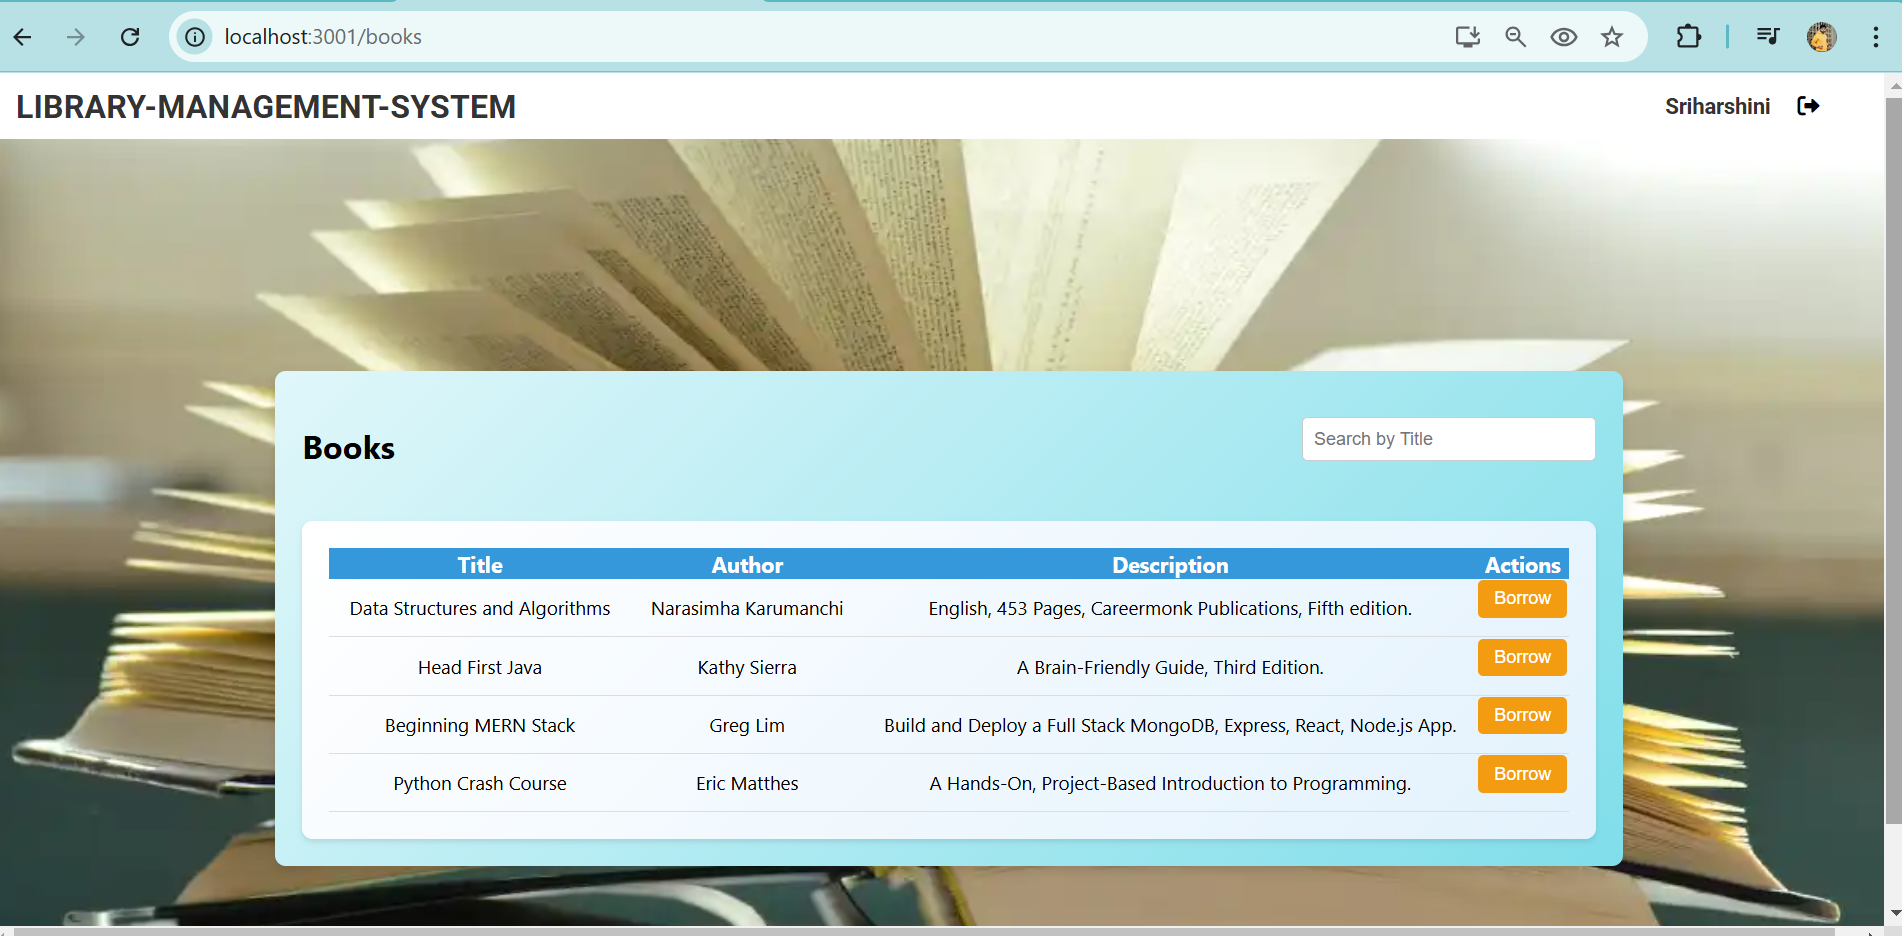 localhost:3001/books
LIBRARY-MANAGEMENT-SYSTEM
Sriharshini
Books
Search by Title
Title Author Description Actions
Data Structures and Algorithms Narasimha Karumanchi English, 453 Pages, Careermonk Publications, Fifth edition. Borrow
Head First Java Kathy Sierra A Brain-Friendly Guide, Third Edition. Borrow
Beginning MERN Stack Greg Lim Build and Deploy a Full Stack MongoDB, Express, React, Node.js App. Borrow
Python Crash Course Eric Matthes A Hands-On, Project-Based Introduction to Programming. Borrow